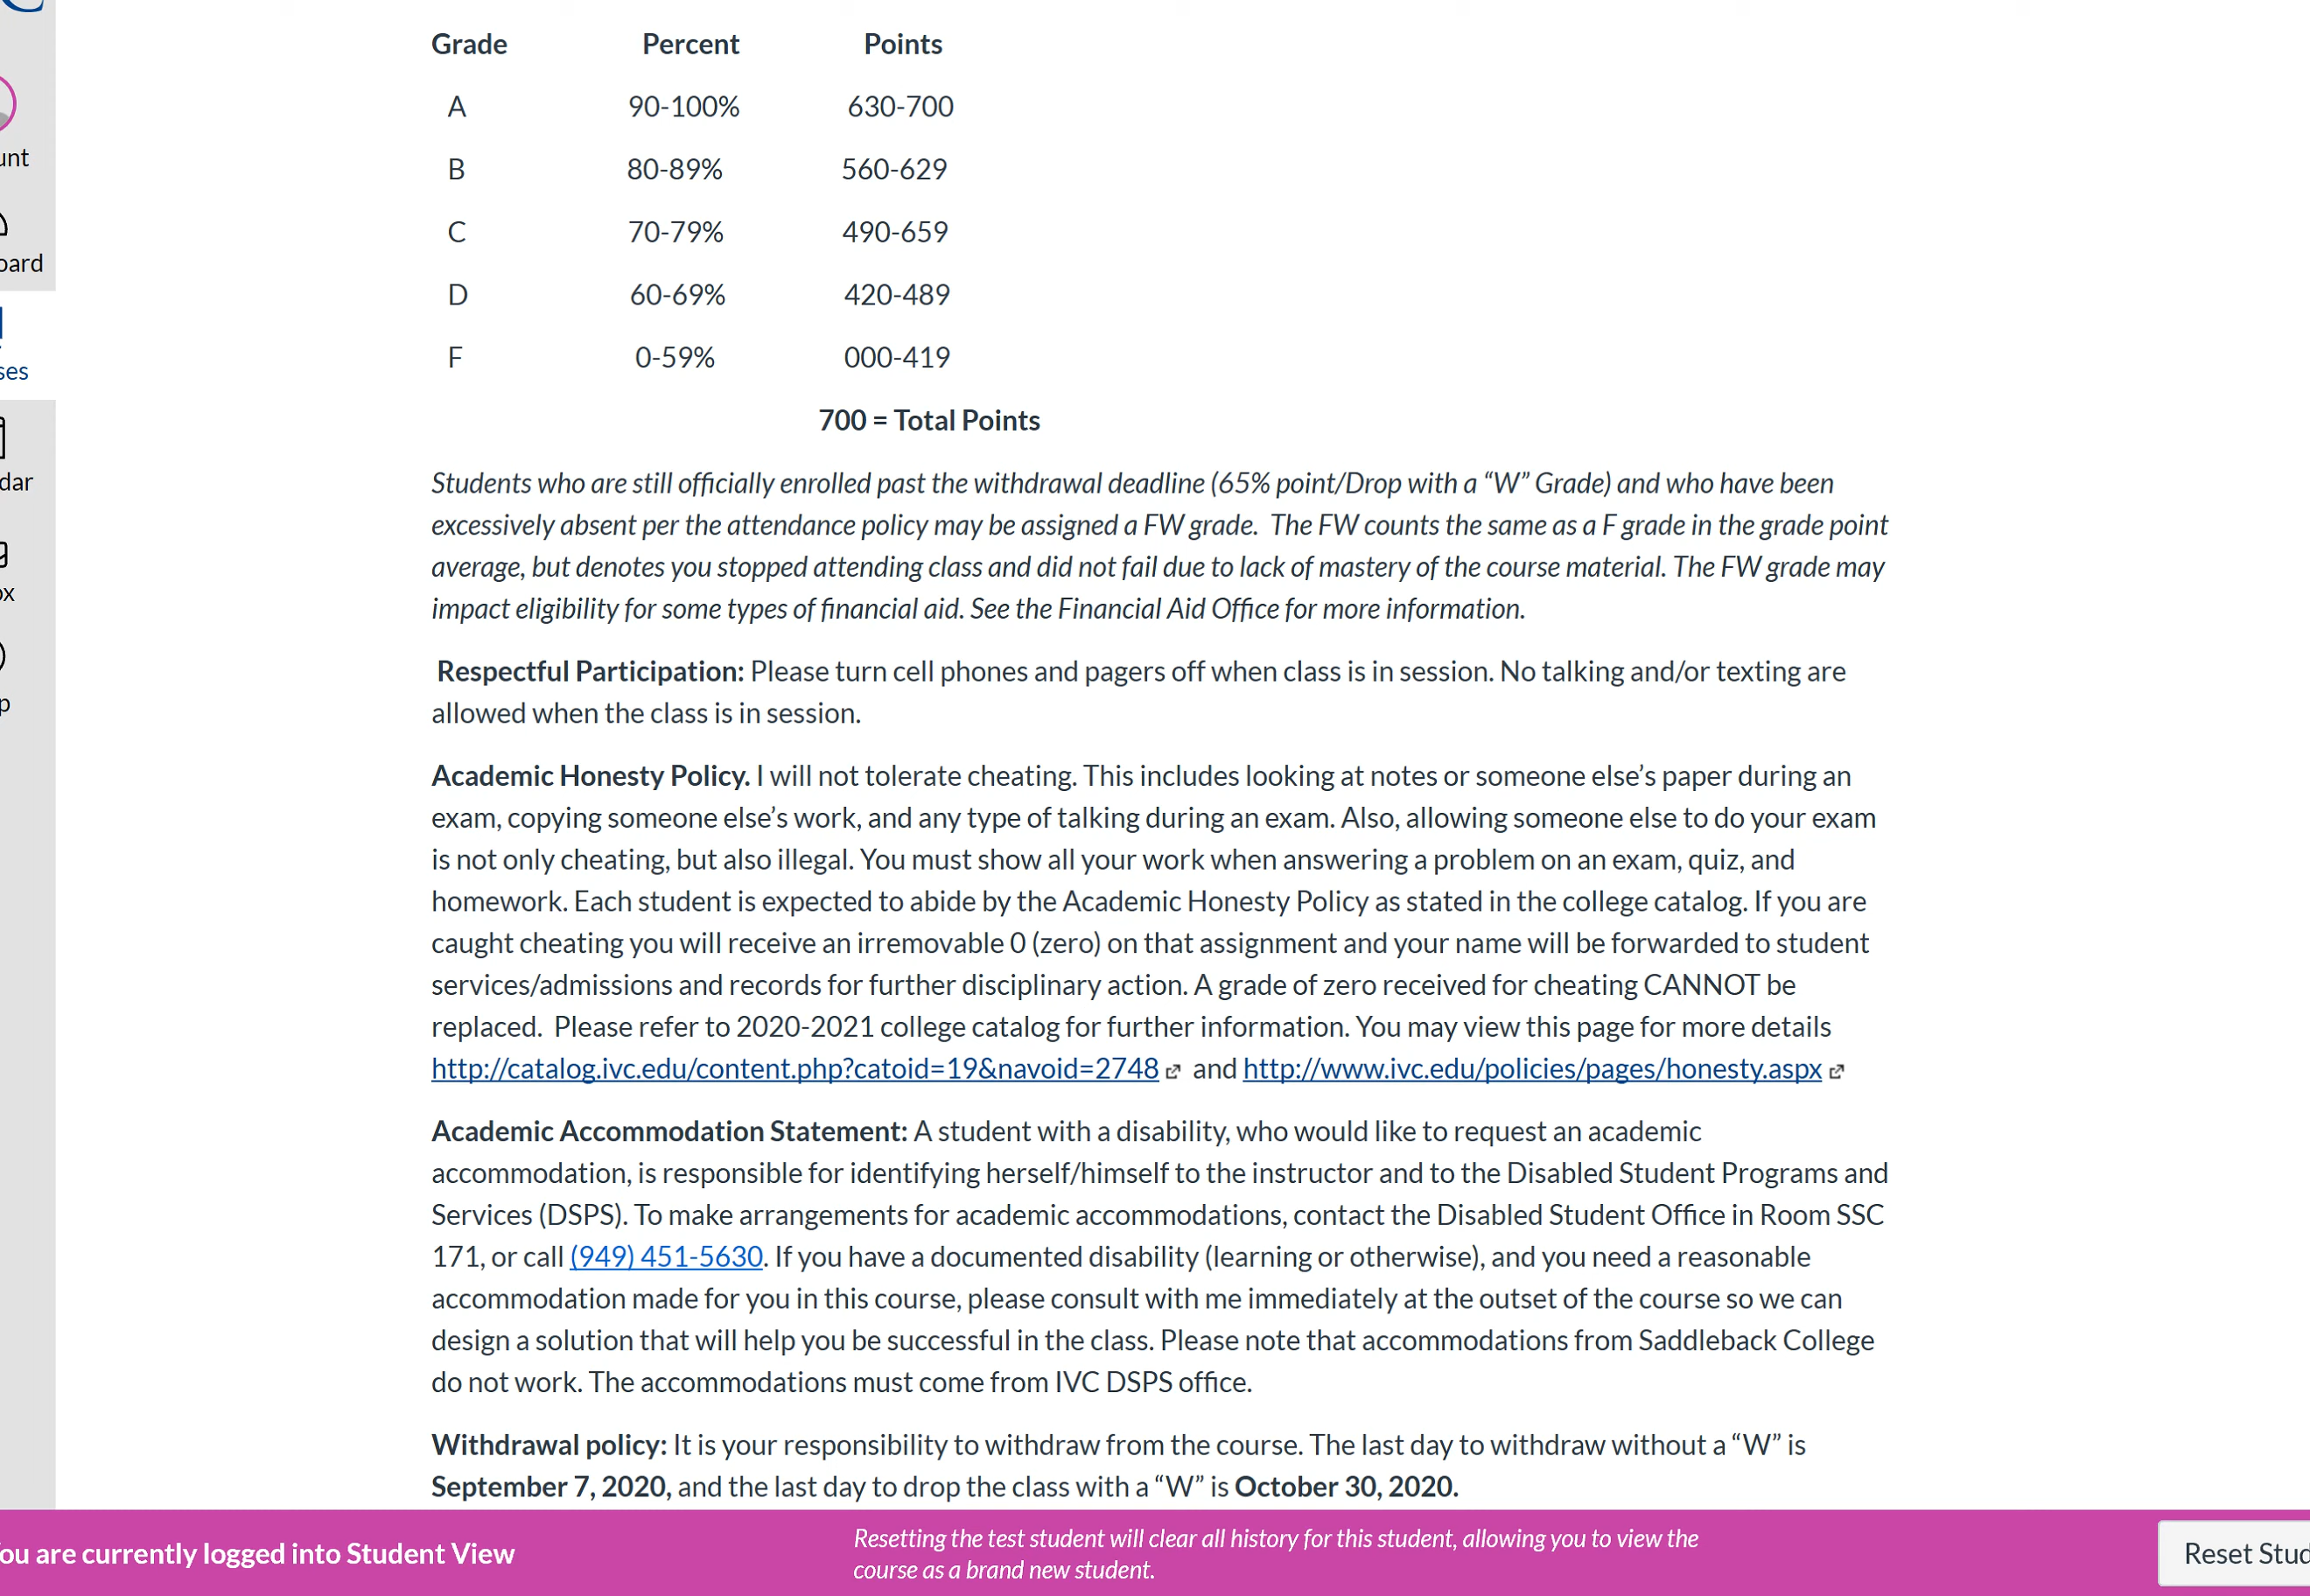 Grade Percent Points
A 90-100% 630-700
B 80-89% 560-629
C 70-79% 490-659
D 60-69% 420-489
F 0-59% 000-419
700 = Total Points
Students who are still officially enrolled past the withdrawal deadline (65% point/Drop with a “W” Grade) and who have been
excessively absent per the attendance policy may be assigned a FW grade.  The FW counts the same as a F grade in the grade point
average, but denotes you stopped attending class and did not fail due to lack of mastery of the course material. The FW grade may
impact eligibility for some types of financial aid. See the Financial Aid Office for more information.
Respectful Participation: Please turn cell phones and pagers off when class is in session. No talking and/or texting are
allowed when the class is in session.
Academic Honesty Policy. I will not tolerate cheating. This includes looking at notes or someone else’s paper during an
exam, copying someone else’s work, and any type of talking during an exam. Also, allowing someone else to do your exam
is not only cheating, but also illegal. You must show all your work when answering a problem on an exam, quiz, and
homework. Each student is expected to abide by the Academic Honesty Policy as stated in the college catalog. If you are
caught cheating you will receive an irremovable 0 (zero) on that assignment and your name will be forwarded to student
services/admissions and records for further disciplinary action. A grade of zero received for cheating CANNOT be
replaced.  Please refer to 2020-2021 college catalog for further information. You may view this page for more details
http://catalog.ivc.edu/content.php?catoid=19&navoid=2748 and http://www.ivc.edu/policies/pages/honesty.aspx
Academic Accommodation Statement: A student with a disability, who would like to request an academic
accommodation, is responsible for identifying herself/himself to the instructor and to the Disabled Student Programs and
Services (DSPS). To make arrangements for academic accommodations, contact the Disabled Student Office in Room SSC
171, or call (949) 451-5630. If you have a documented disability (learning or otherwise), and you need a reasonable
accommodation made for you in this course, please consult with me immediately at the outset of the course so we can
design a solution that will help you be successful in the class. Please note that accommodations from Saddleback College
do not work. The accommodations must come from IVC DSPS office.
Withdrawal policy: It is your responsibility to withdraw from the course. The last day to withdraw without a “W” is
September 7, 2020, and the last day to drop the class with a “W” is October 30, 2020.
unt
oard
ses
dar
ox
p
ou are currently logged into Student View
Resetting the test student will clear all history for this student, allowing you to view the
course as a brand new student.
Reset Stud